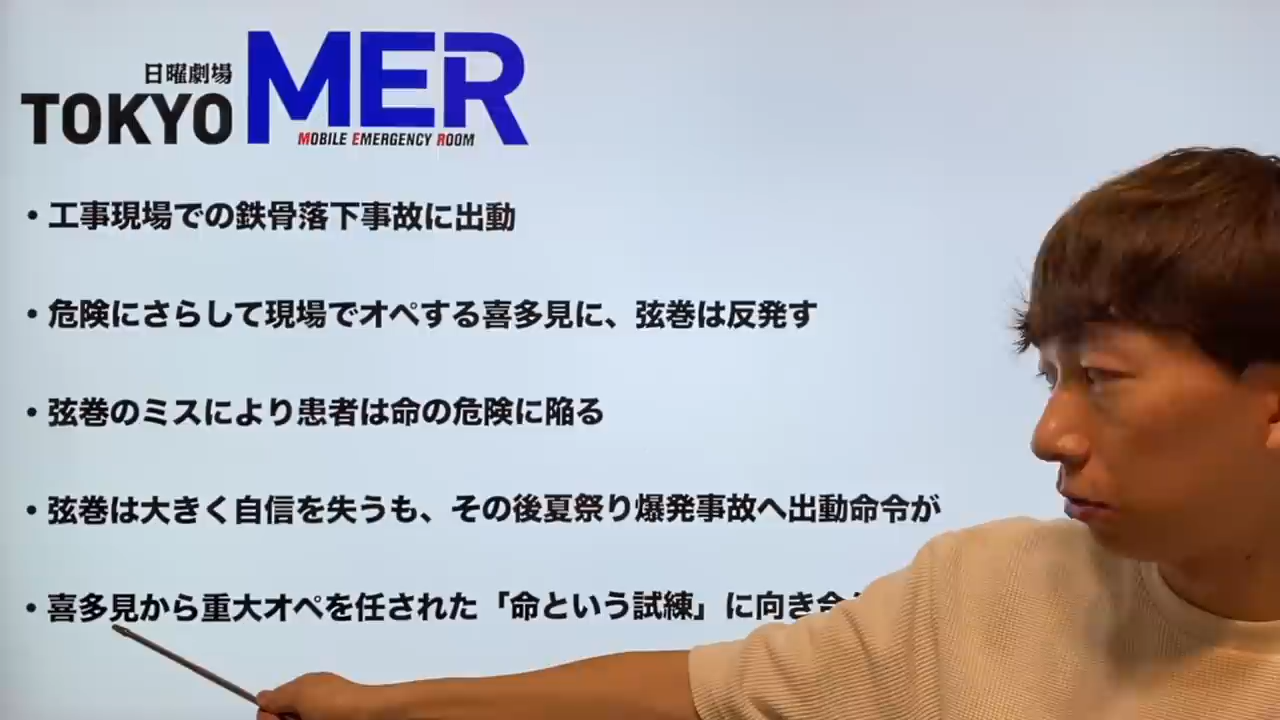 日曜劇場
TOKYO MER
MOBILE EMERGENCY ROOM
・工事現場での鉄骨落下事故に出動
・危険にさらして現場でオペする喜多見に、弦巻は反発す
・弦巻のミスにより患者は命の危険に陥る
・弦巻は大きく自信を失うも、その後夏祭り爆発事故へ出動命令が
・喜多見から重大オペを任された「命という試練」に向き